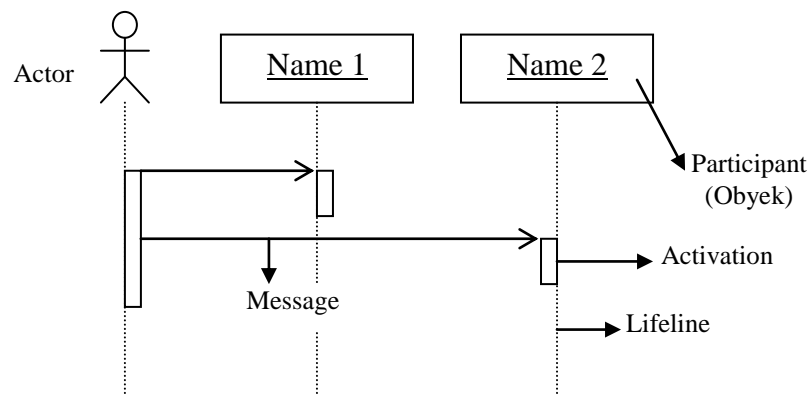 Actor
Name 1
Name 2
Participant
(Obyek)
Activation
Message
Lifeline